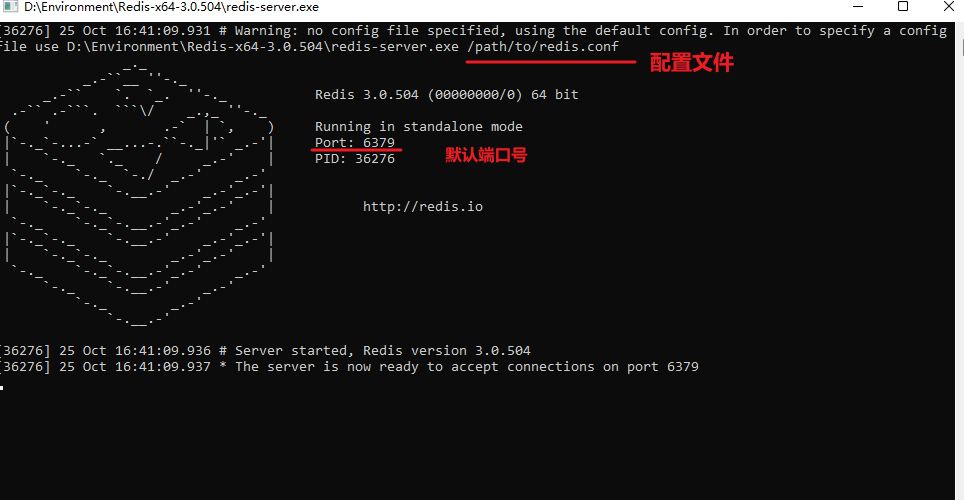 D:\Environment\Redis-x64-3.0.504\redis-server.exe
[36276] 25 Oct 16:41:09.931 # Warning: no config file specified, using the default config. In order to specify a config
file use D:\Environment\Redis-x64-3.0.504\redis-server.exe /path/to/redis.conf
配置文件
Redis 3.0.504 (00000000/0) 64 bit
Running in standalone mode
Port: 6379
PID: 36276
默认端口号
http://redis.io
[36276] 25 Oct 16:41:09.936 # Server started, Redis version 3.0.504
[36276] 25 Oct 16:41:09.937 * The server is now ready to accept connections on port 6379